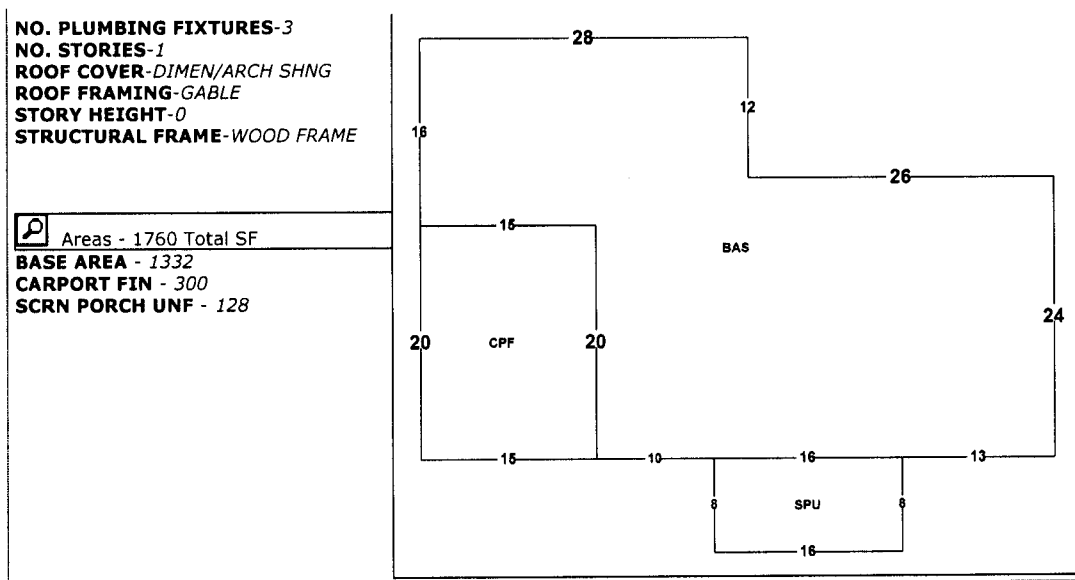 NO. PLUMBING FIXTURES-3
NO. STORIES-1
ROOF COVER-DIMEN/ARCH SHNG
ROOF FRAMING-GABLE
STORY HEIGHT-0
STRUCTURAL FRAME-WOOD FRAME
Areas - 1760 Total SF
BASE AREA - 1332
CARPORT FIN - 300
SCRN PORCH UNF - 128
28
12
16
26
15
BAS
24
20
CPF
20
15
10
16
13
8
SPU
8
16